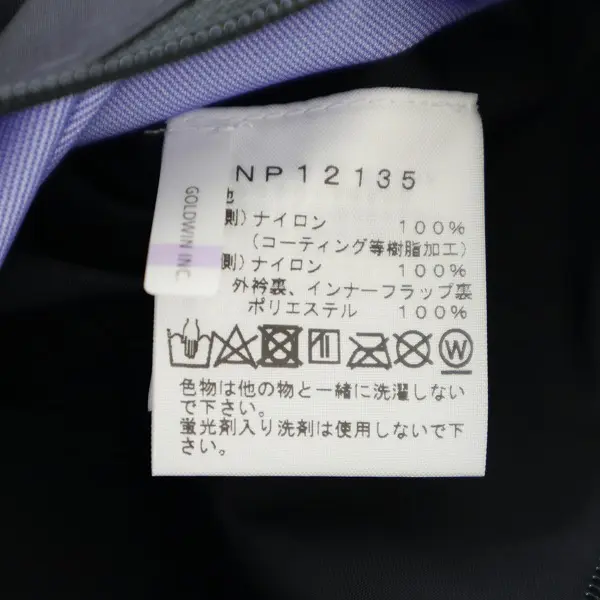 NP12135
GOLDWIN INC.
地
側)ナイロン 100%
(コーティング等樹脂加工)
側)ナイロン 100%
外衿裏、インナーフラップ裏
ポリエステル 100%
W
色物は他の物と一緒に洗濯しない
で下さい。
蛍光剤入り洗剤は使用しないで下
さい。